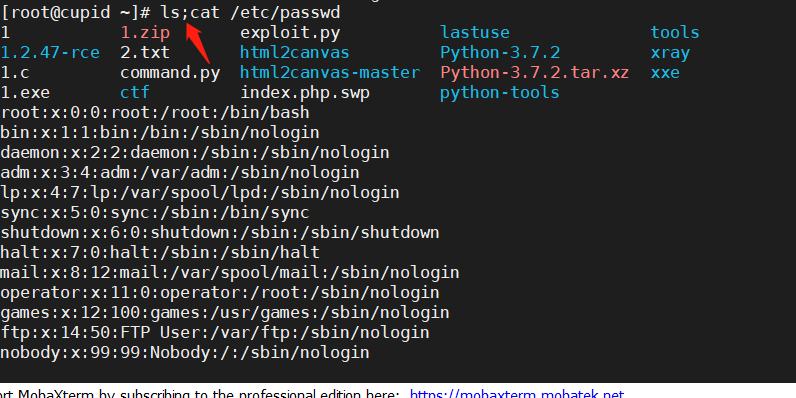 [root@cupid ~]# ls;cat /etc/passwd
1 1.zip exploit.py lastuse tools
1.2.47-rce 2.txt html2canvas Python-3.7.2 xray
1.c command.py html2canvas-master Python-3.7.2.tar.xz xxe
1.exe ctf index.php.swp python-tools
root:x:0:0:root:/root:/bin/bash
bin:x:1:1:bin:/bin:/sbin/nologin
daemon:x:2:2:daemon:/sbin:/sbin/nologin
adm:x:3:4:adm:/var/adm:/sbin/nologin
lp:x:4:7:lp:/var/spool/lpd:/sbin/nologin
sync:x:5:0:sync:/sbin:/bin/sync
shutdown:x:6:0:shutdown:/sbin:/sbin/shutdown
halt:x:7:0:halt:/sbin:/sbin/halt
mail:x:8:12:mail:/var/spool/mail:/sbin/nologin
operator:x:11:0:operator:/root:/sbin/nologin
games:x:12:100:games:/usr/games:/sbin/nologin
ftp:x:14:50:FTP User:/var/ftp:/sbin/nologin
nobody:x:99:99:Nobody:/:/sbin/nologin
ort MobaXterm by subscribing to the professional edition here: https://mobaxterm.mobatek.net